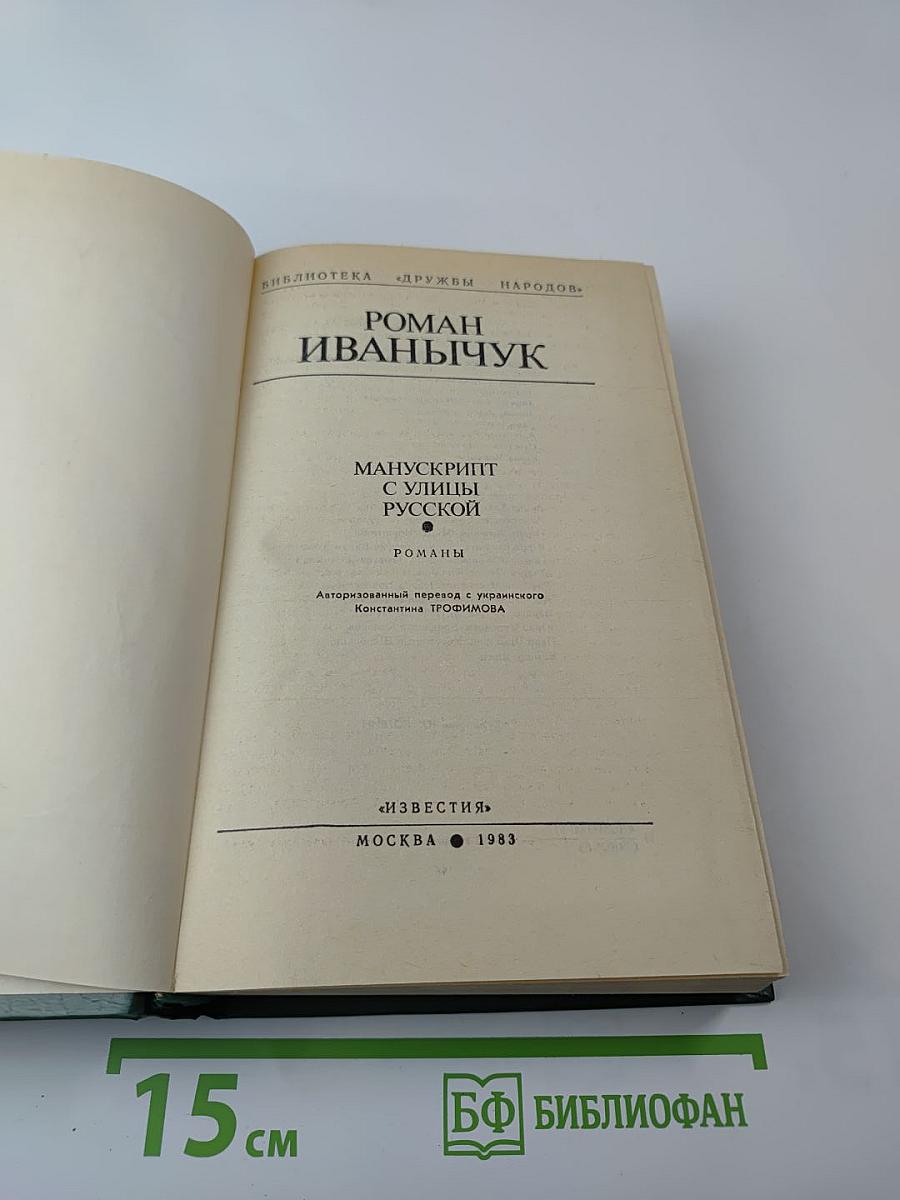 БИБЛИОТЕКА «ДРУЖБЫ НАРОДОВ»
РОМАН
ИВАНЫЧУК
МАНУСКРИПТ
С УЛИЦЫ
РУССКОЙ
РОМАНЫ
Авторизованный перевод с украинского
Константина ТРОФИМОВА
«ИЗВЕСТИЯ»
МОСКВА ● 1983
15 см
БФ БИБЛИОФАН